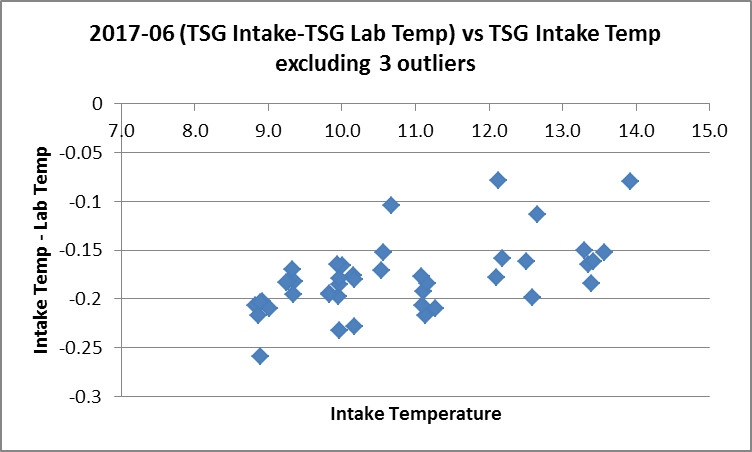 2017-06 (TSG Intake-TSG Lab Temp) vs TSG Intake Temp
excluding 3 outliers
0
7.0 8.0 9.0 10.0 11.0 12.0 13.0 14.0 15.0
-0.05
-0.1
-0.15
-0.2
-0.25
-0.3
Intake Temp - Lab Temp
Intake Temperature